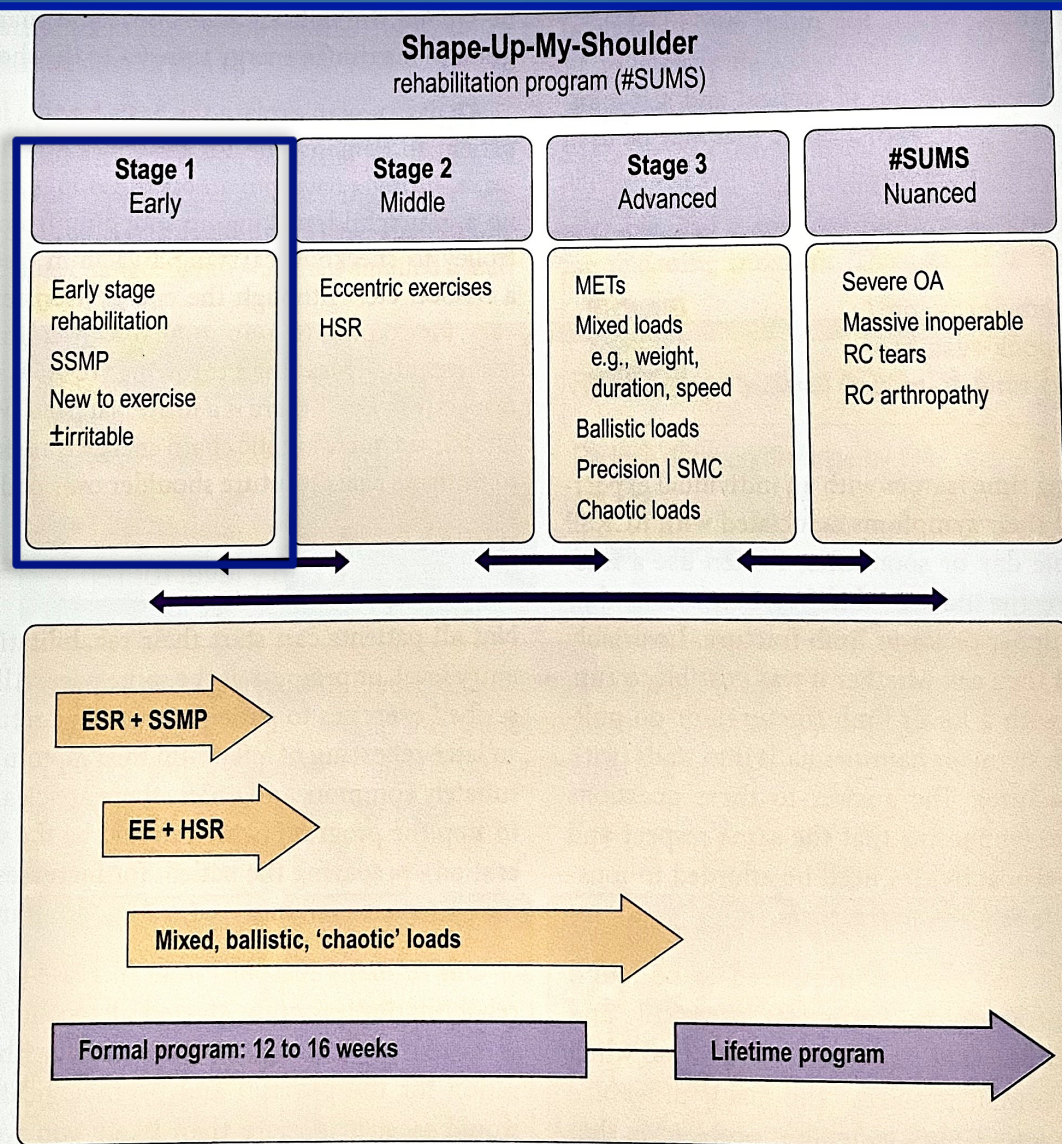 Shape-Up-My-Shoulder
rehabilitation program (#SUMS)
Stage 1
Early
Early stage
rehabilitation
SSMP
New to exercise
±irritable
Stage 2
Middle
Eccentric exercises
HSR
Stage 3
Advanced
METs
Mixed loads
e.g., weight,
duration, speed
Ballistic loads
Precision | SMC
Chaotic loads
#SUMS
Nuanced
Severe OA
Massive inoperable
RC tears
RC arthropathy
ESR + SSMP
EE + HSR
Mixed, ballistic, ‘chaotic’ loads
Formal program: 12 to 16 weeks
Lifetime program